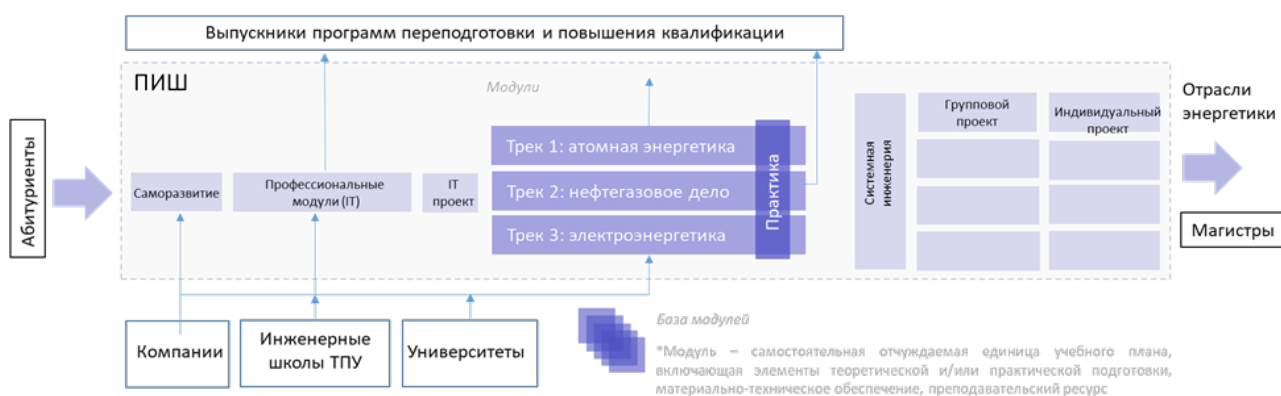 Выпускники программ переподготовки и повышения квалификации
ПИШ
Модули
Абитуриенты
Саморазвитие
Профессиональные
модули (IT)
IT
проект
Трек 1: атомная энергетика
Трек 2: нефтегазовое дело
Трек 3: электроэнергетика
Практика
Системная
инженерия
Групповой
проект
Индивидуальный
проект
Отрасли
энергетики
Магистры
Компании
Инженерные
школы ТПУ
Университеты
База модулей
*Модуль – самостоятельная отчуждаемая единица учебного плана,
включающая элементы теоретической и/или практической подготовки,
материально-техническое обеспечение, преподавательский ресурс